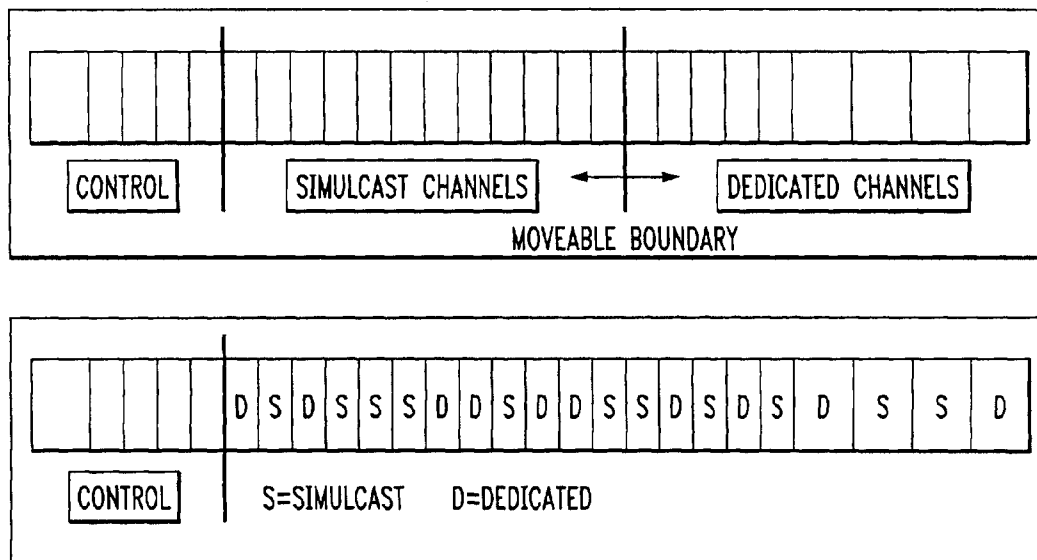 CONTROL SIMULCAST CHANNELS DEDICATED CHANNELS
MOVEABLE BOUNDARY
D S D S S S D D S D D S S D S D S D S S D
CONTROL S=SIMULCAST D=DEDICATED